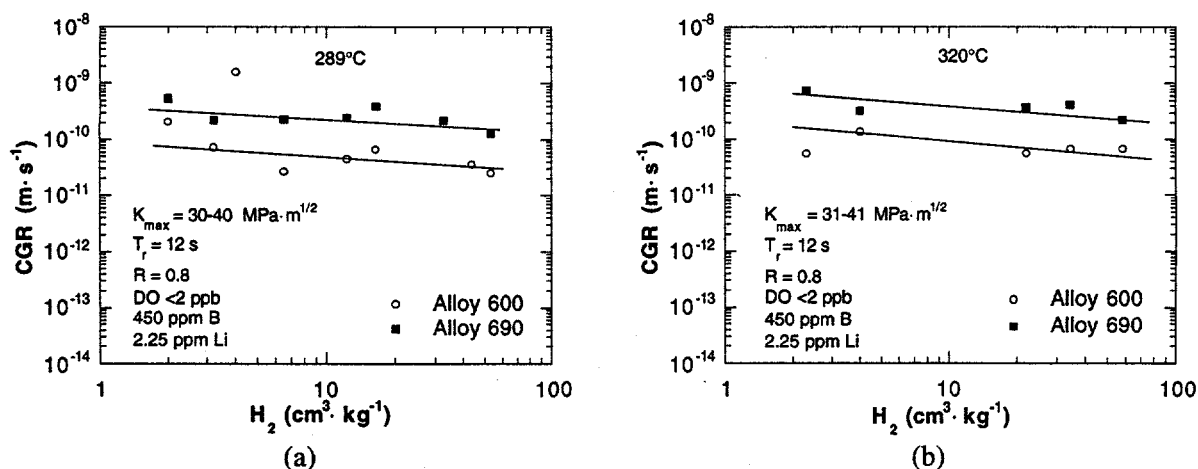 10⁻⁸
10⁻⁹
10⁻¹⁰
10⁻¹¹
10⁻¹²
10⁻¹³
10⁻¹⁴
CGR (m· s⁻¹)
289ºC
K_max = 30-40 MPa·m^1/2
T_r = 12 s
R = 0.8
DO <2 ppb
450 ppm B
2.25 ppm Li
Alloy 600
Alloy 690
1 10 100
H₂ (cm³· kg⁻¹)
(a)
10⁻⁸
10⁻⁹
10⁻¹⁰
10⁻¹¹
10⁻¹²
10⁻¹³
10⁻¹⁴
CGR (m· s⁻¹)
320ºC
K_max = 31-41 MPa·m^1/2
T_r = 12 s
R = 0.8
DO <2 ppb
450 ppm B
2.25 ppm Li
Alloy 600
Alloy 690
1 10 100
H₂ (cm³· kg⁻¹)
(b)